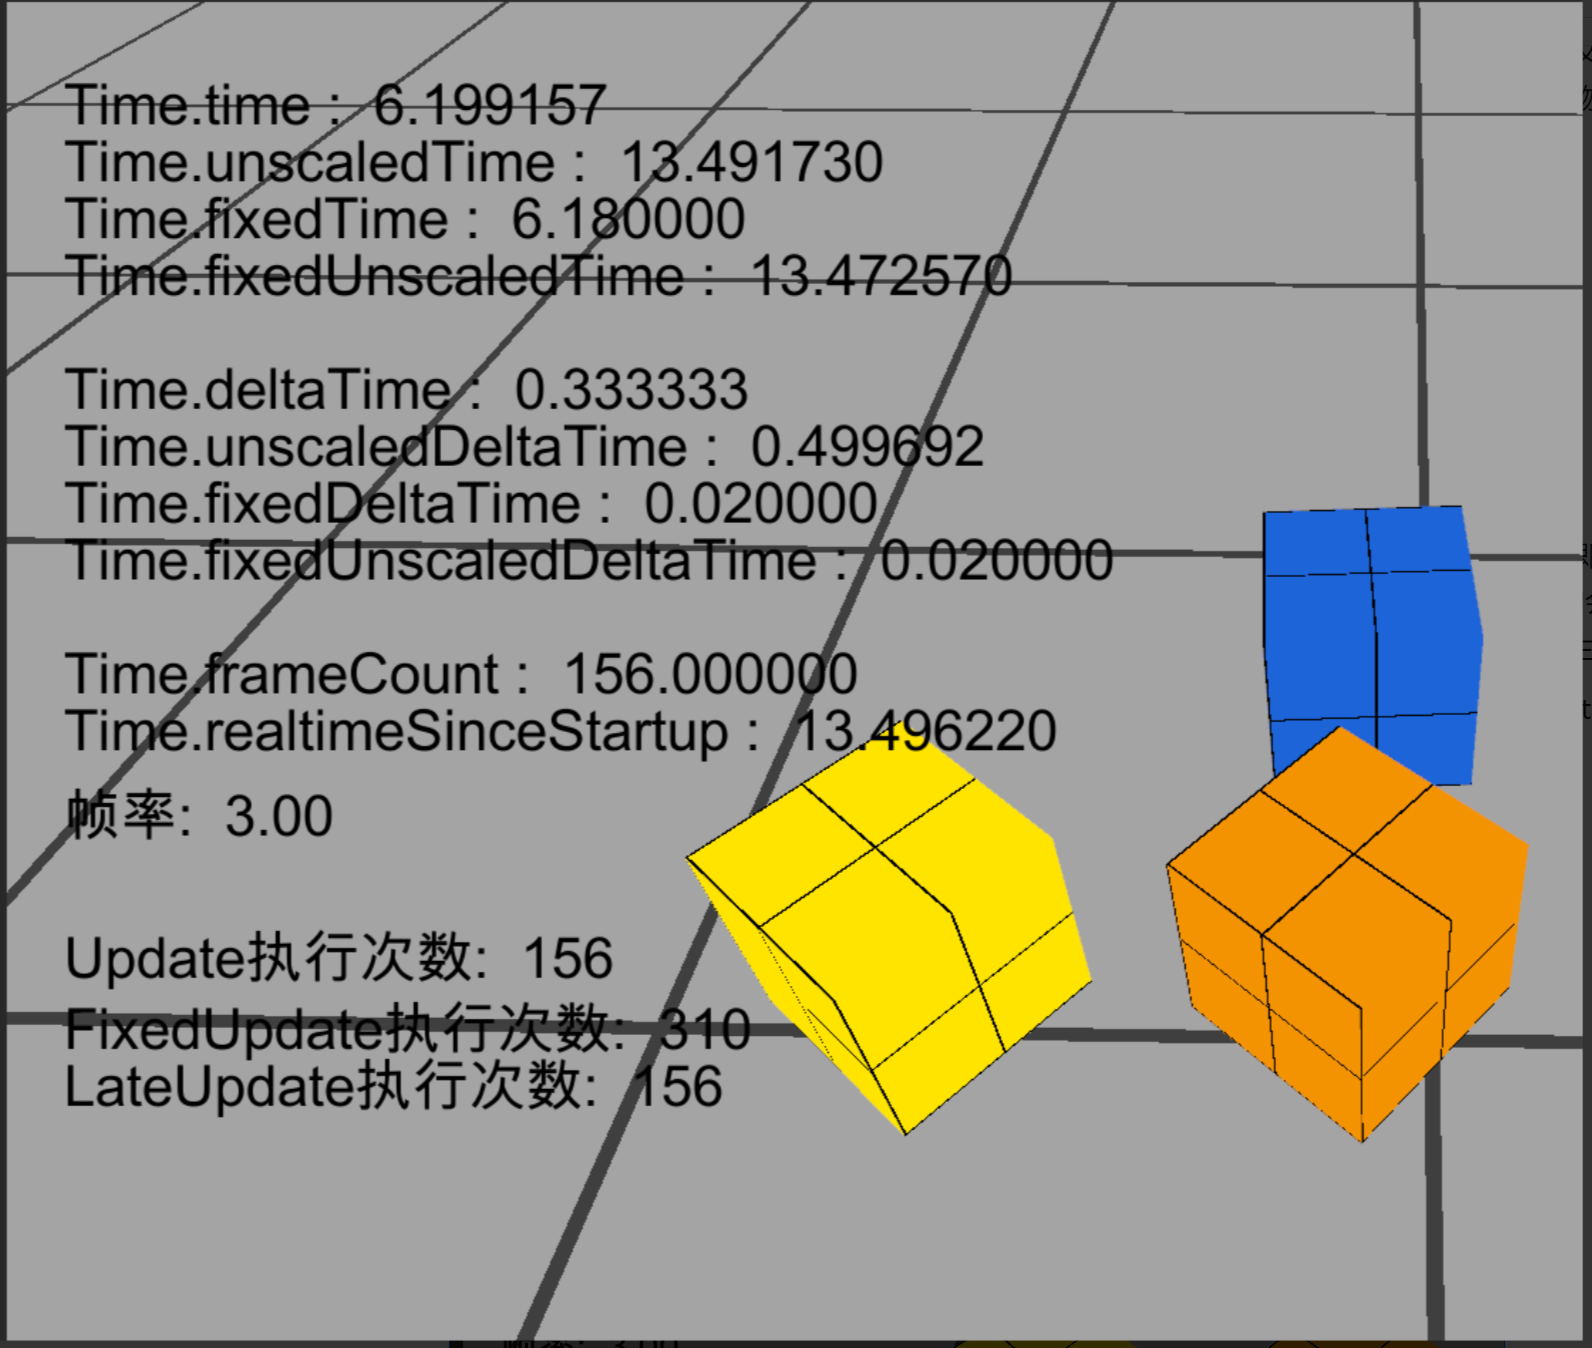 Time.time :  6.199157
Time.unscaledTime :  13.491730
Time.fixedTime :  6.180000
Time.fixedUnscaledTime :  13.472570
Time.deltaTime :  0.333333
Time.unscaledDeltaTime :  0.499692
Time.fixedDeltaTime :  0.020000
Time.fixedUnscaledDeltaTime :  0.020000
Time.frameCount :  156.000000
Time.realtimeSinceStartup :  13.496220
帧率:  3.00
Update执行次数:  156
FixedUpdate执行次数:  310
LateUpdate执行次数:  156